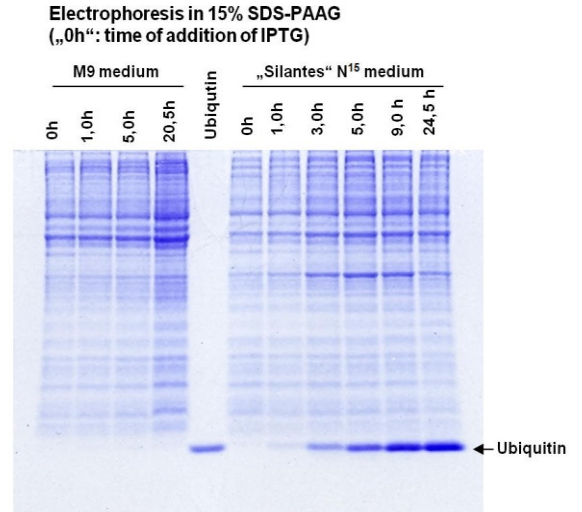 Electrophoresis in 15% SDS-PAAG
(„0h“: time of addition of IPTG)
M9 medium
„Silantes“ N¹⁵ medium
0h
1,0h
5,0h
20,5h
Ubiqutin
0h
1,0h
3,0h
5,0h
9,0 h
24,5 h
Ubiquitin